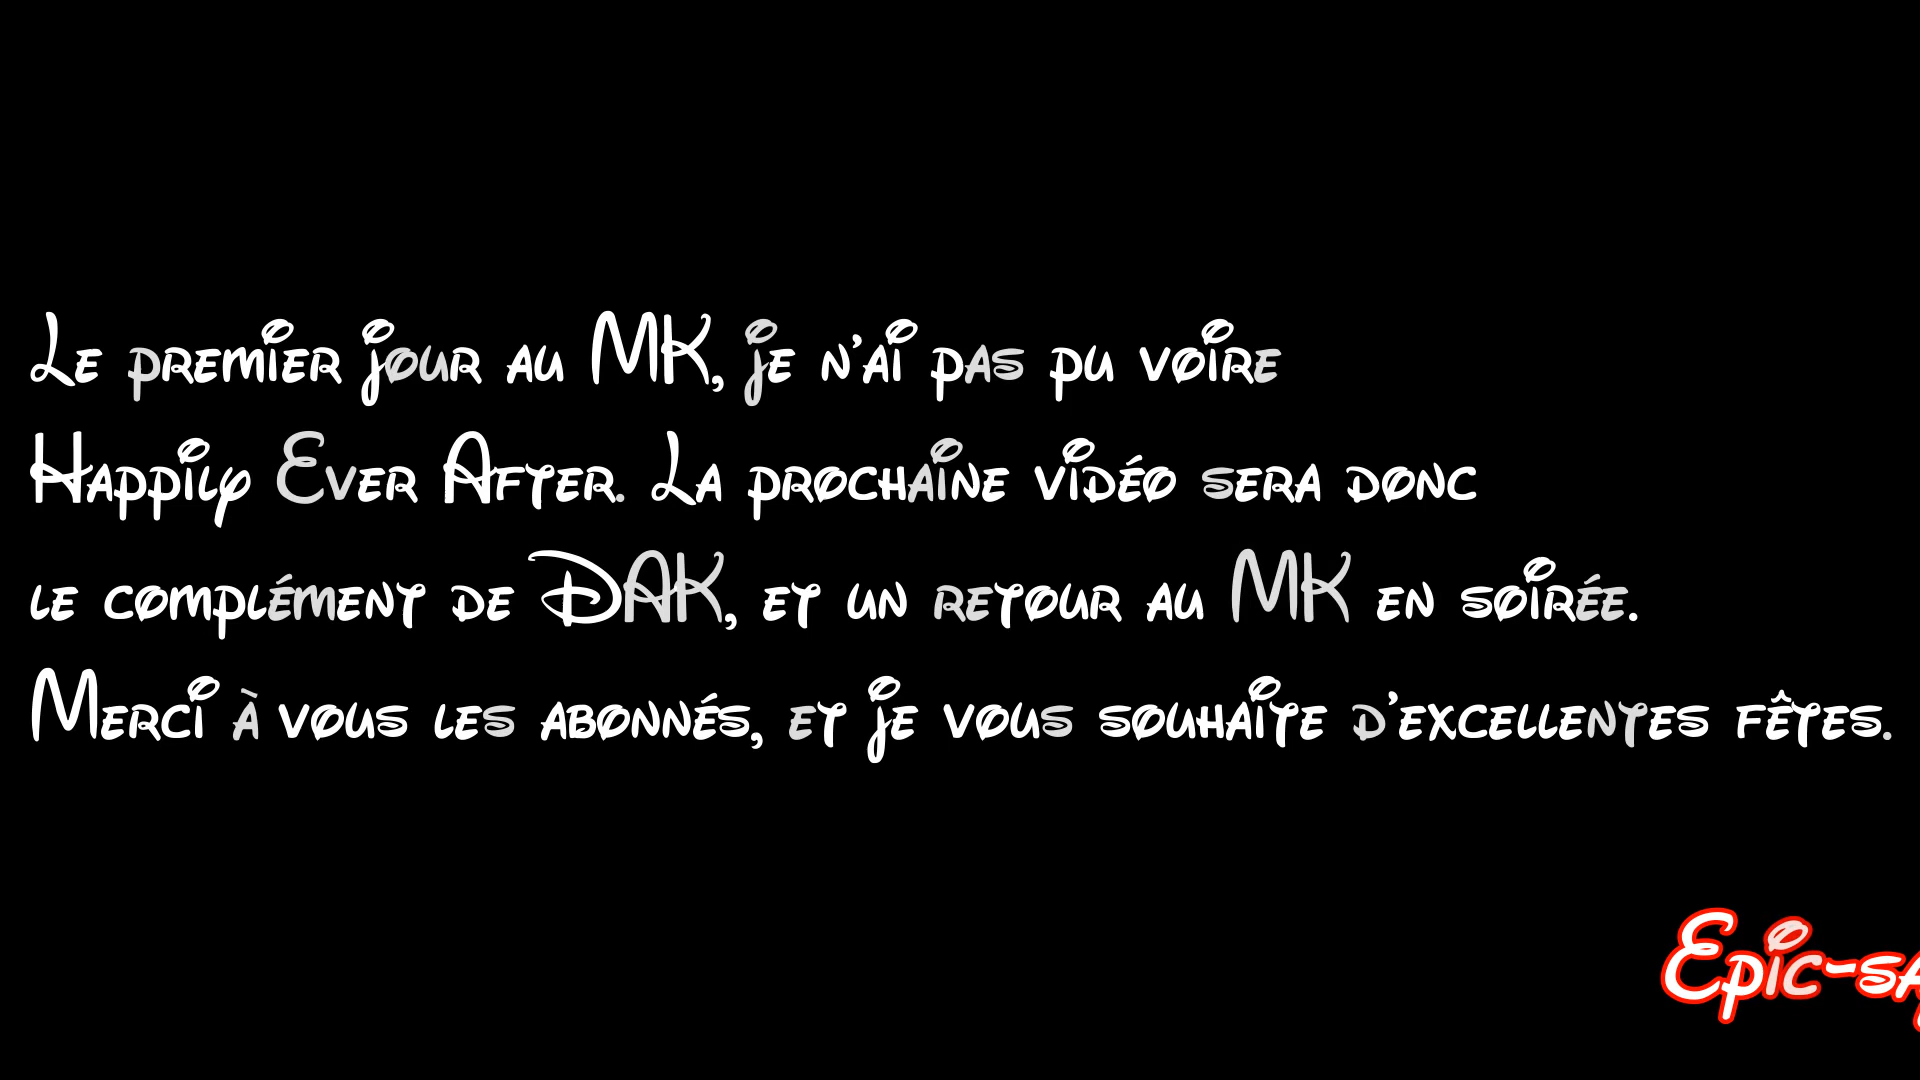 Le premier jour au MK, je n'ai pas pu voire
Happily Ever After. La prochaine vidéo sera donc
le complément de DAK, et un retour au MK en soirée.
Merci à vous les abonnés, et je vous souhaite d'excellentes fêtes.